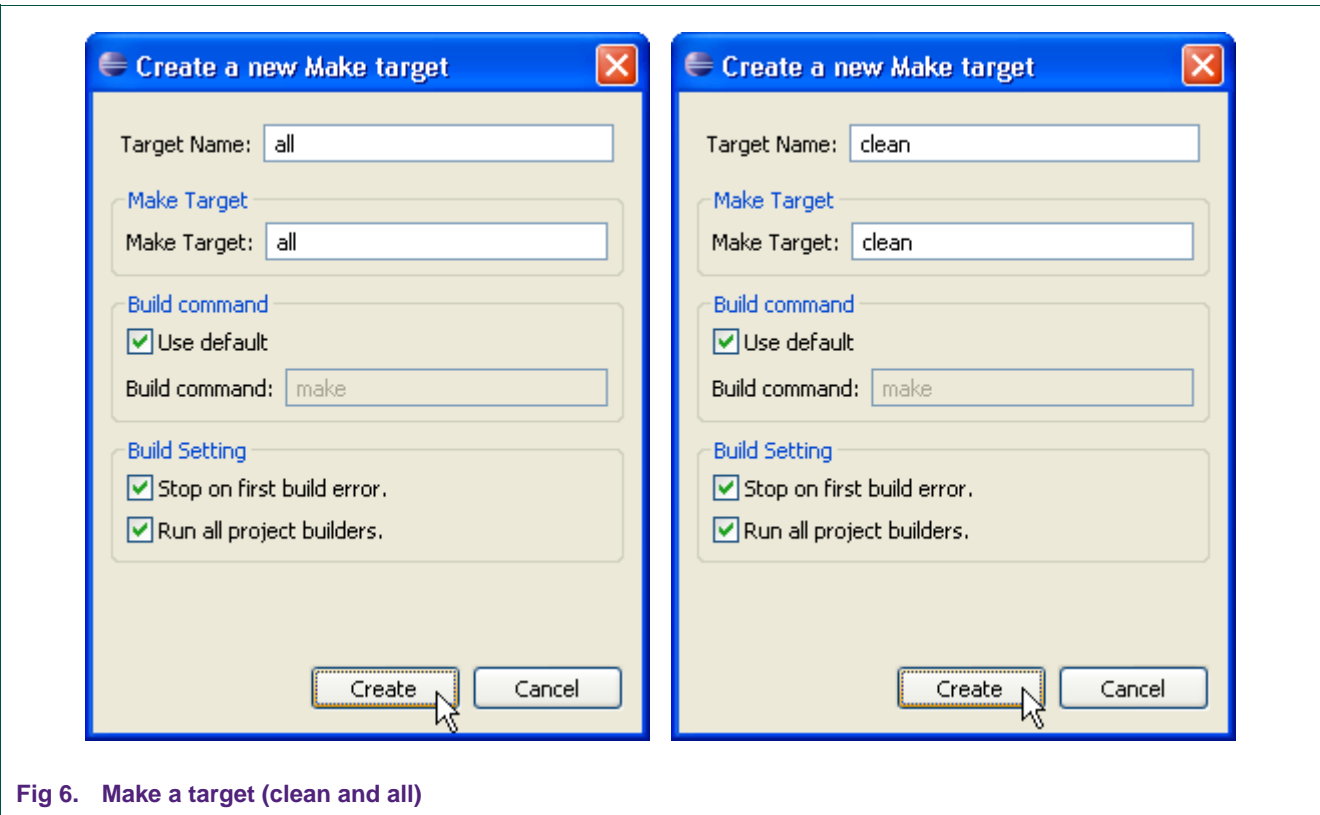 Create a new Make target
Target Name: all
Make Target
Make Target: all
Build command
Use default
Build command: make
Build Setting
Stop on first build error.
Run all project builders.
Create Cancel
Create a new Make target
Target Name: clean
Make Target
Make Target: clean
Build command
Use default
Build command: make
Build Setting
Stop on first build error.
Run all project builders.
Create Cancel
Fig 6. Make a target (clean and all)